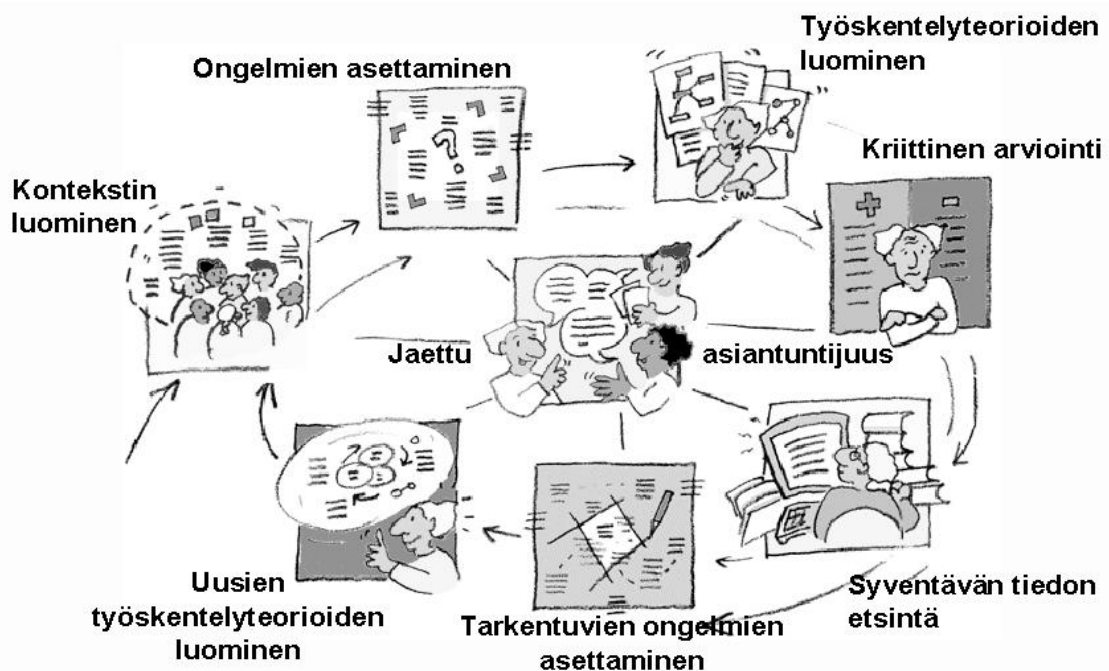 Työskentelyteorioiden
luominen
Ongelmien asettaminen
Kriittinen arviointi
Kontekstin
luominen
Jaettu asiantuntijuus
Syventävän tiedon
etsintä
Tarkentuvien ongelmien
asettaminen
Uusien
työskentelyteorioiden
luominen